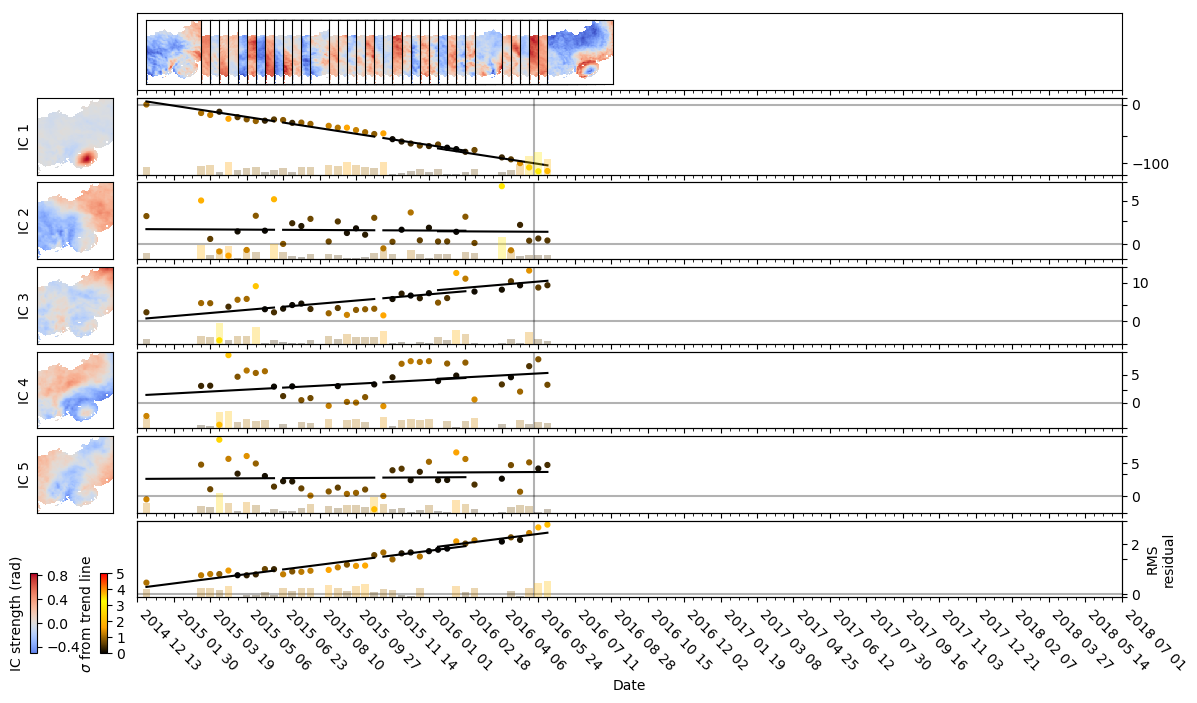 IC 1
0
−100
IC 2
5
0
IC 3
10
0
IC 4
5
0
IC 5
5
0
RMS
residual
2
0
IC strength (rad)
0.8
0.4
0.0
−0.4
σ from trend line
5
4
3
2
1
0
2014 12 13
2015 01 30
2015 03 19
2015 05 06
2015 06 23
2015 08 10
2015 09 27
2015 11 14
2016 01 01
2016 02 18
2016 04 06
2016 05 24
2016 07 11
2016 08 28
2016 10 15
2016 12 02
2017 01 19
2017 03 08
2017 04 25
2017 06 12
2017 07 30
2017 09 16
2017 11 03
2017 12 21
2018 02 07
2018 03 27
2018 05 14
2018 07 01
Date